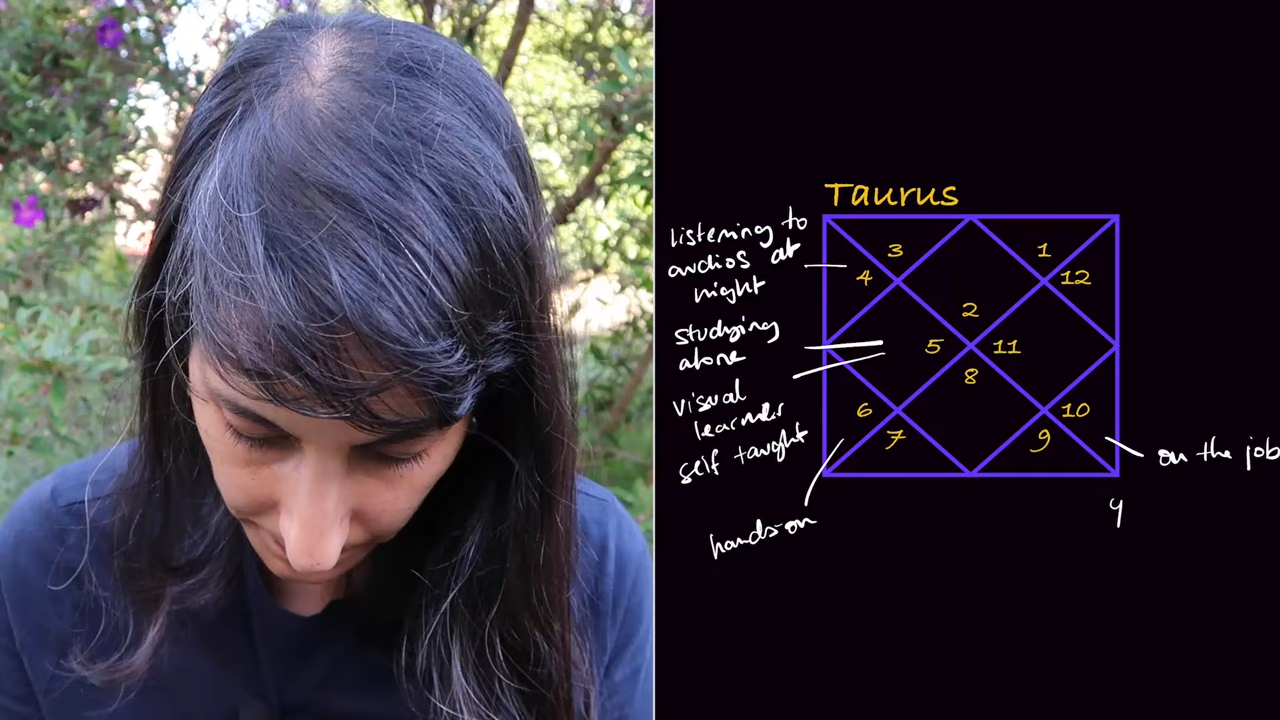 Taurus
listening to
audios at
night
studying
alone
visual
learner
self taught
hands-on
3
4
1
12
2
5
11
8
6
7
10
9
on the job
y